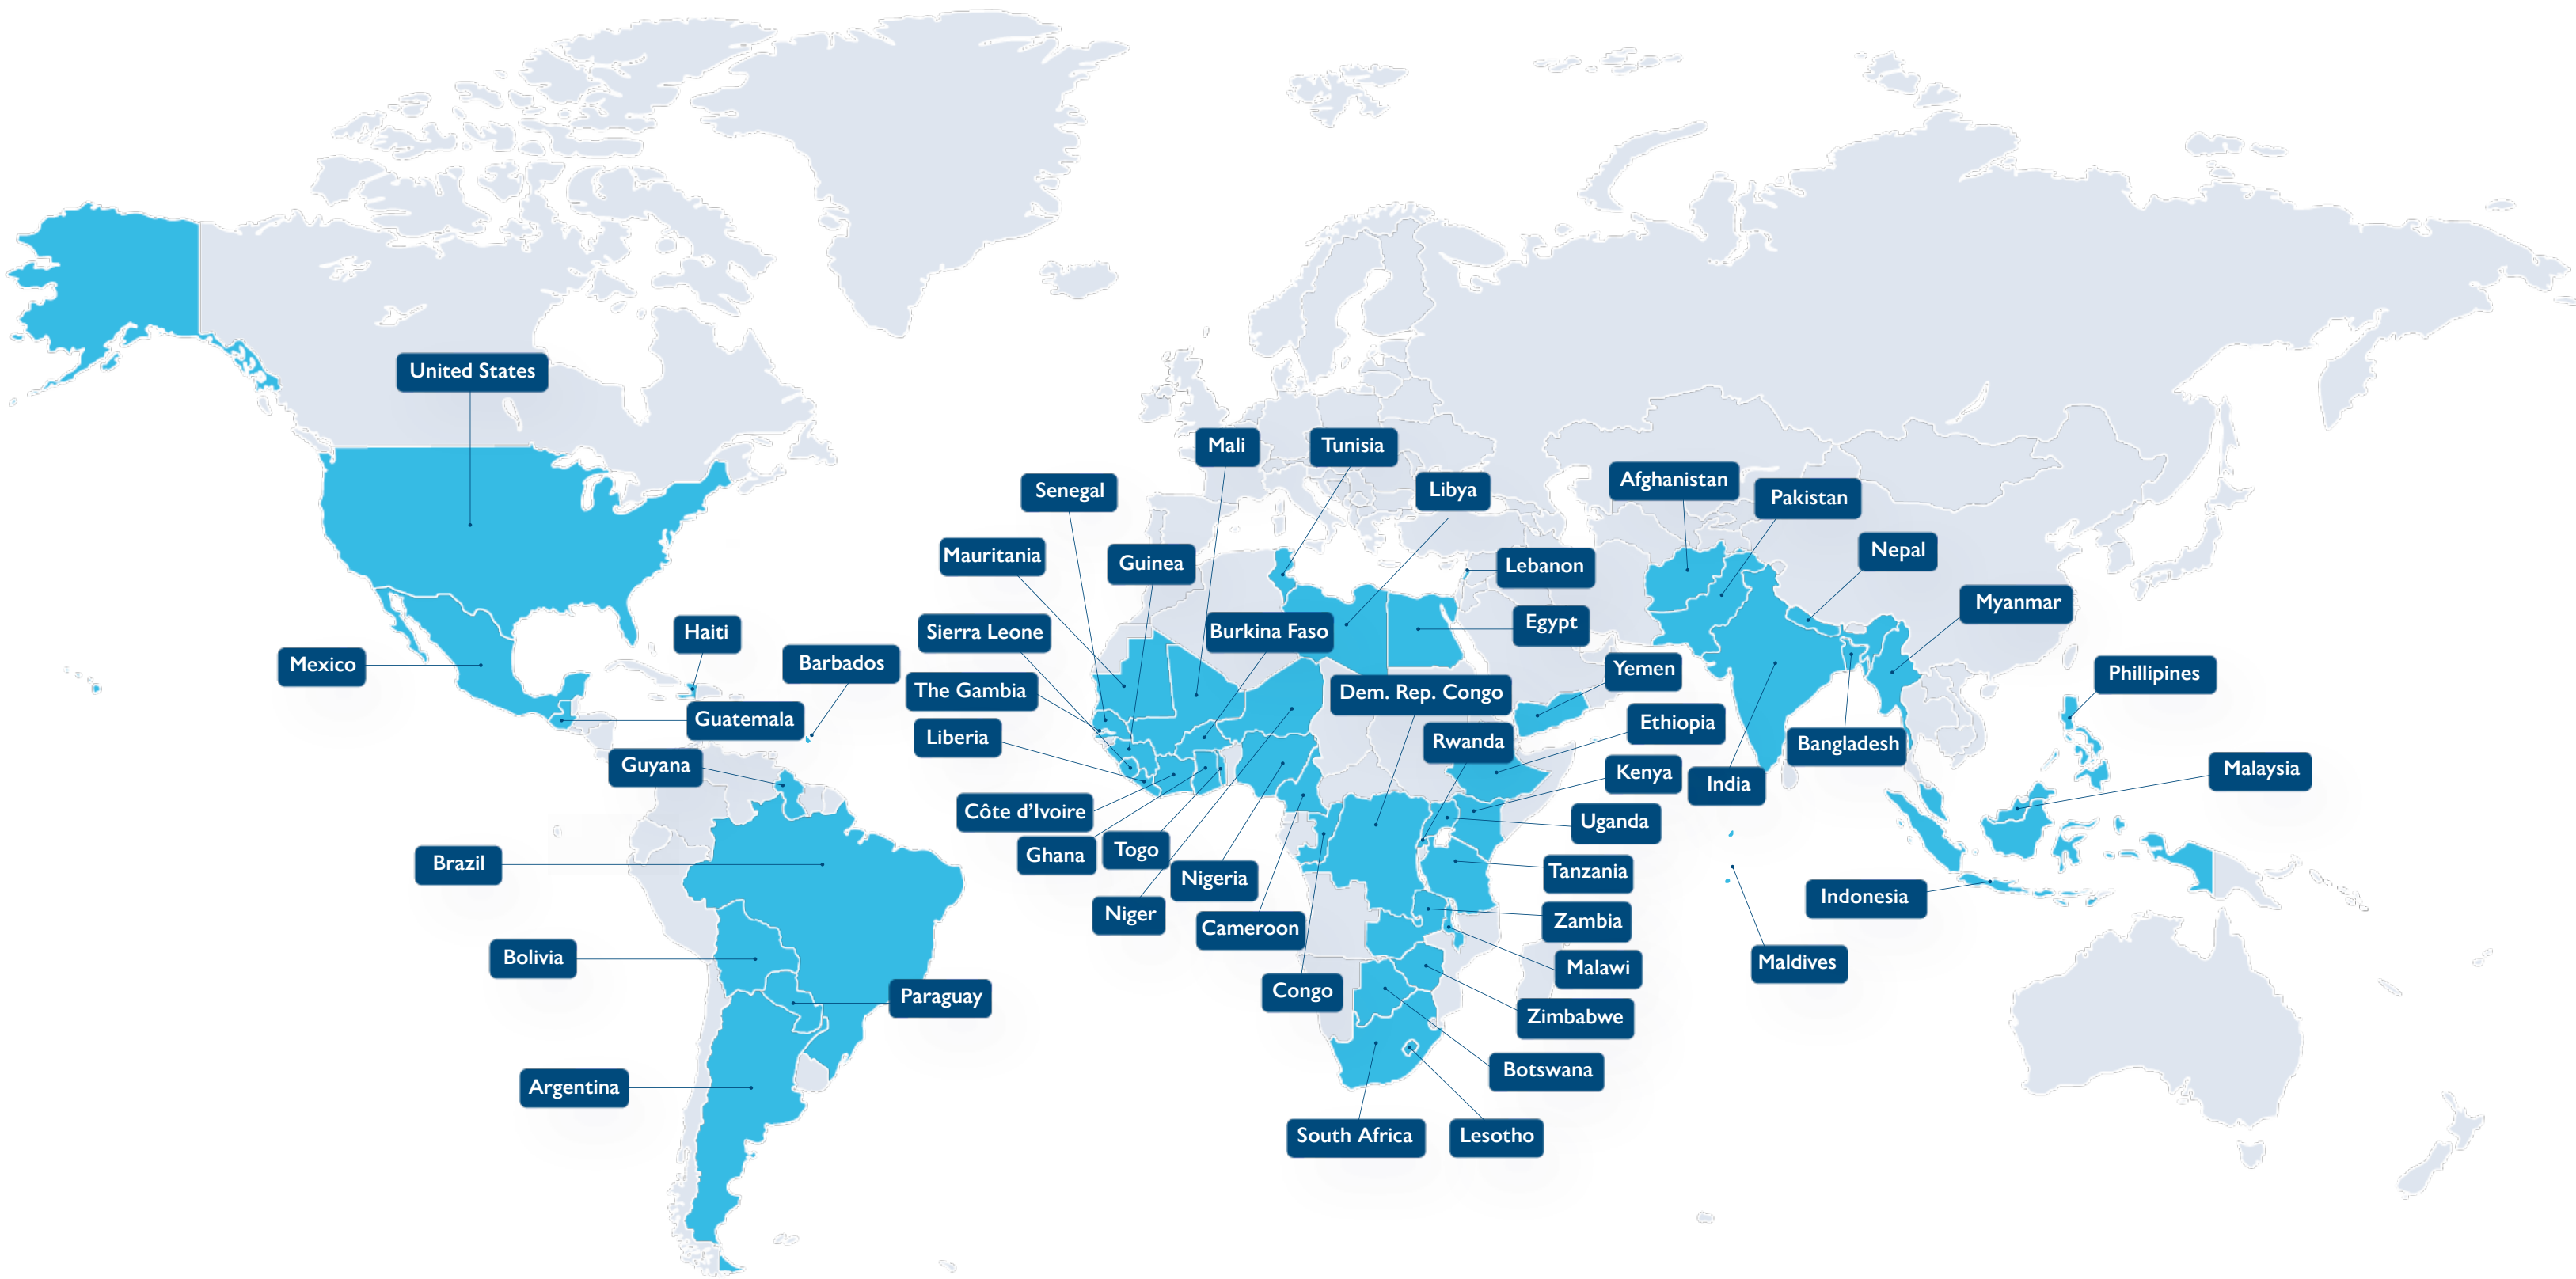 United States
Mali
Tunisia
Senegal
Libya
Afghanistan
Pakistan
Mauritania
Guinea
Lebanon
Nepal
Myanmar
Haiti
Sierra Leone
Burkina Faso
Egypt
Mexico
Barbados
Yemen
Phillipines
The Gambia
Dem. Rep. Congo
Guatemala
Ethiopia
Liberia
Rwanda
Bangladesh
Guyana
Kenya
India
Malaysia
Côte d’Ivoire
Uganda
Ghana
Togo
Brazil
Nigeria
Tanzania
Indonesia
Niger
Cameroon
Zambia
Bolivia
Malawi
Maldives
Paraguay
Congo
Zimbabwe
Botswana
Argentina
South Africa
Lesotho